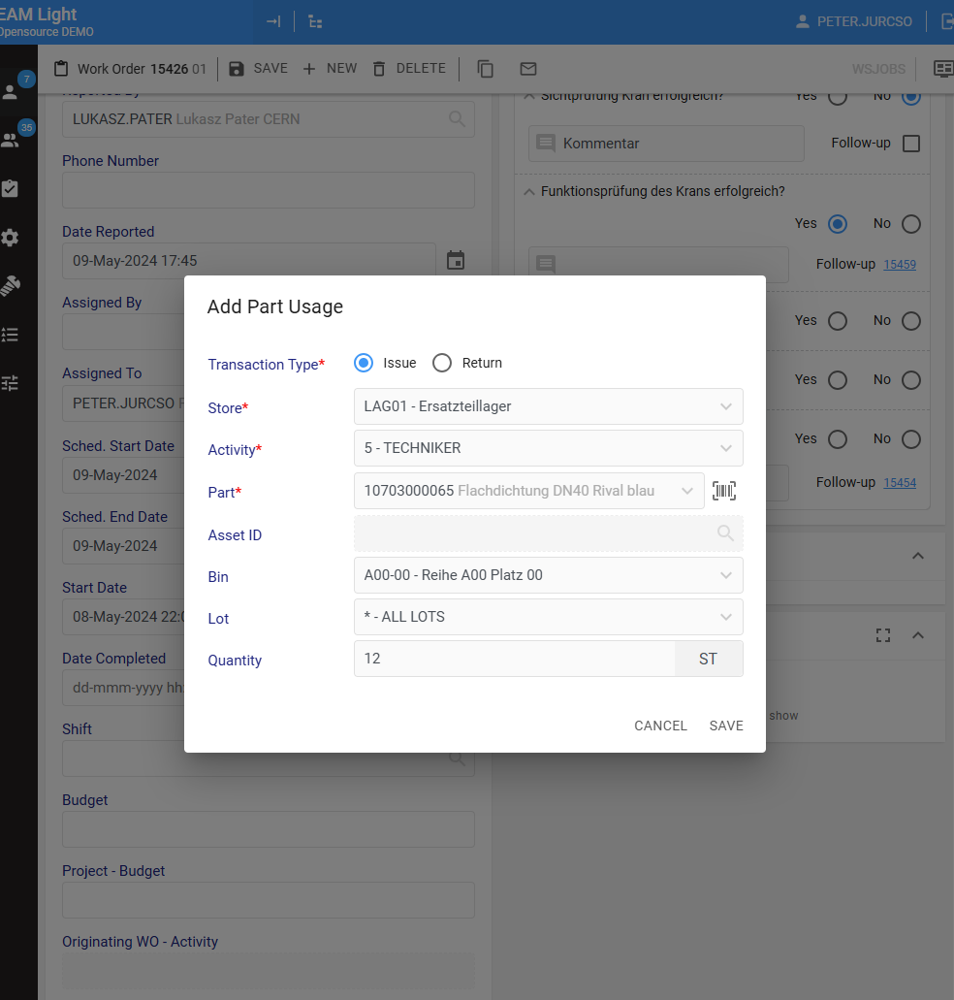 EAM Light
Opensource DEMO
PETER.JURCSO
7
35
Work Order 15426 01
SAVE
NEW
DELETE
WSJOBS
Reported By
LUKASZ.PATER Lukasz Pater CERN
Phone Number
Date Reported
09-May-2024 17:45
Assigned By
Assigned To
PETER.JURCSO
Sched. Start Date
09-May-2024
Sched. End Date
09-May-2024
Start Date
08-May-2024 22:0
Date Completed
dd-mmm-yyyy hh:
Shift
Budget
Project - Budget
Originating WO - Activity
Sichtprüfung Kran erfolgreich?
Yes
No
Kommentar
Follow-up
Funktionsprüfung des Krans erfolgreich?
Yes
No
Follow-up
15459
Yes
No
Yes
No
Yes
No
Follow-up
15454
show
Add Part Usage
Transaction Type*
Issue
Return
Store*
LAG01 - Ersatzteillager
Activity*
5 - TECHNIKER
Part*
10703000065 Flachdichtung DN40 Rival blau
Asset ID
Bin
A00-00 - Reihe A00 Platz 00
Lot
* - ALL LOTS
Quantity
12
ST
CANCEL
SAVE